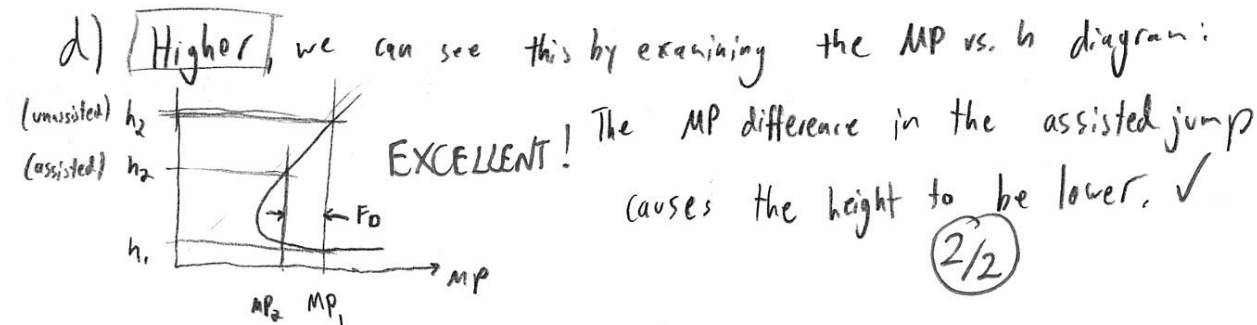 d) Higher, we can see this by examining the MP vs. h diagram:
(unassisted) h₂
(assisted) h₂
h₁
F_D
MP
MP₂ MP₁
EXCELLENT!
The MP difference in the assisted jump
causes the height to be lower. ✓
2/2